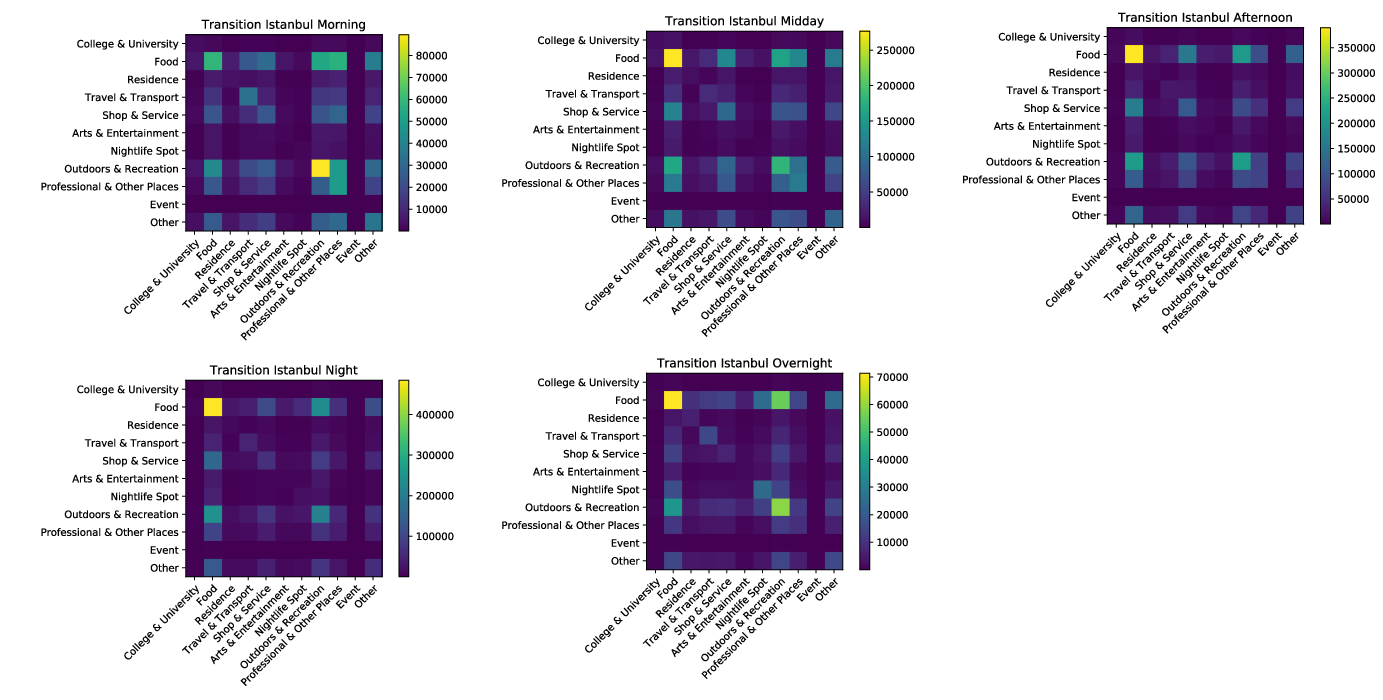 Transition Istanbul Morning
College & University
Food
Residence
Travel & Transport
Shop & Service
Arts & Entertainment
Nightlife Spot
Outdoors & Recreation
Professional & Other Places
Event
Other
College & University
Food
Residence
Travel & Transport
Shop & Service
Arts & Entertainment
Nightlife Spot
Outdoors & Recreation
Professional & Other Places
Event
Other
80000
70000
60000
50000
40000
30000
20000
10000
Transition Istanbul Midday
College & University
Food
Residence
Travel & Transport
Shop & Service
Arts & Entertainment
Nightlife Spot
Outdoors & Recreation
Professional & Other Places
Event
Other
College & University
Food
Residence
Travel & Transport
Shop & Service
Arts & Entertainment
Nightlife Spot
Outdoors & Recreation
Professional & Other Places
Event
Other
250000
200000
150000
100000
50000
Transition Istanbul Afternoon
College & University
Food
Residence
Travel & Transport
Shop & Service
Arts & Entertainment
Nightlife Spot
Outdoors & Recreation
Professional & Other Places
Event
Other
College & University
Food
Residence
Travel & Transport
Shop & Service
Arts & Entertainment
Nightlife Spot
Outdoors & Recreation
Professional & Other Places
Event
Other
350000
300000
250000
200000
150000
100000
50000
Transition Istanbul Night
College & University
Food
Residence
Travel & Transport
Shop & Service
Arts & Entertainment
Nightlife Spot
Outdoors & Recreation
Professional & Other Places
Event
Other
College & University
Food
Residence
Travel & Transport
Shop & Service
Arts & Entertainment
Nightlife Spot
Outdoors & Recreation
Professional & Other Places
Event
Other
400000
300000
200000
100000
Transition Istanbul Overnight
College & University
Food
Residence
Travel & Transport
Shop & Service
Arts & Entertainment
Nightlife Spot
Outdoors & Recreation
Professional & Other Places
Event
Other
College & University
Food
Residence
Travel & Transport
Shop & Service
Arts & Entertainment
Nightlife Spot
Outdoors & Recreation
Professional & Other Places
Event
Other
70000
60000
50000
40000
30000
20000
10000